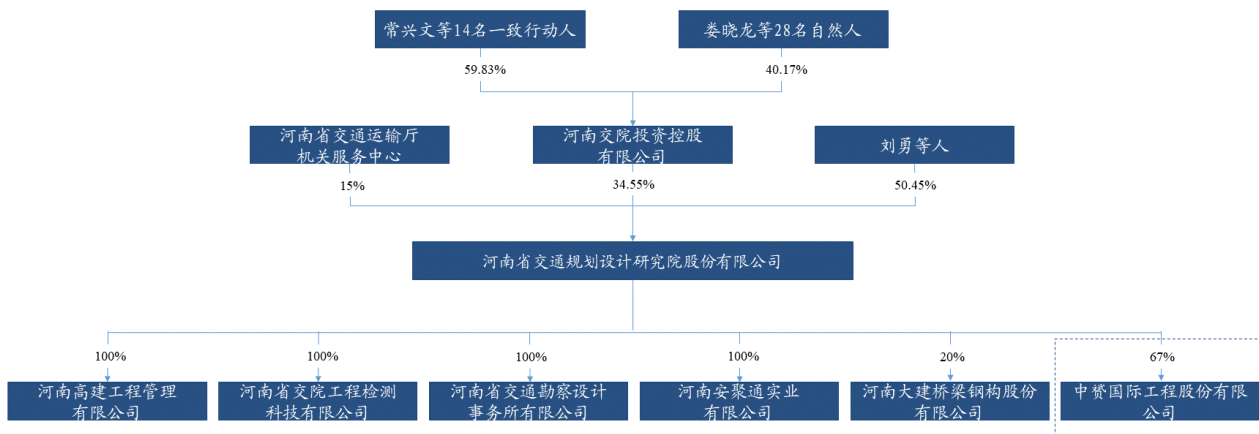 常兴文等14名一致行动人
娄晓龙等28名自然人
59.83%
40.17%
河南省交通运输厅
机关服务中心
河南交院投资控股
有限公司
刘勇等人
15%
34.55%
50.45%
河南省交通规划设计研究院股份有限公司
100%
100%
100%
100%
20%
67%
河南高建工程管理
有限公司
河南省交院工程检测
科技有限公司
河南省交通勘察设计
事务所有限公司
河南安聚通实业
有限公司
河南大建桥梁钢构股份
有限公司
中赟国际工程股份有限
公司